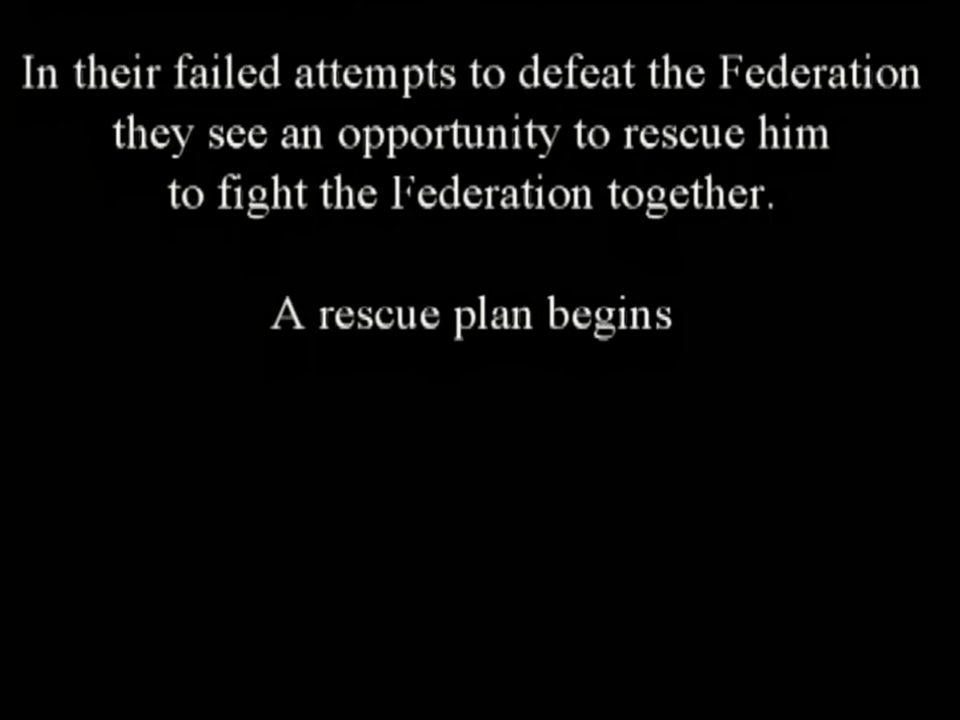 In their failed attempts to defeat the Federation
they see an opportunity to rescue him
to fight the Federation together.
A rescue plan begins